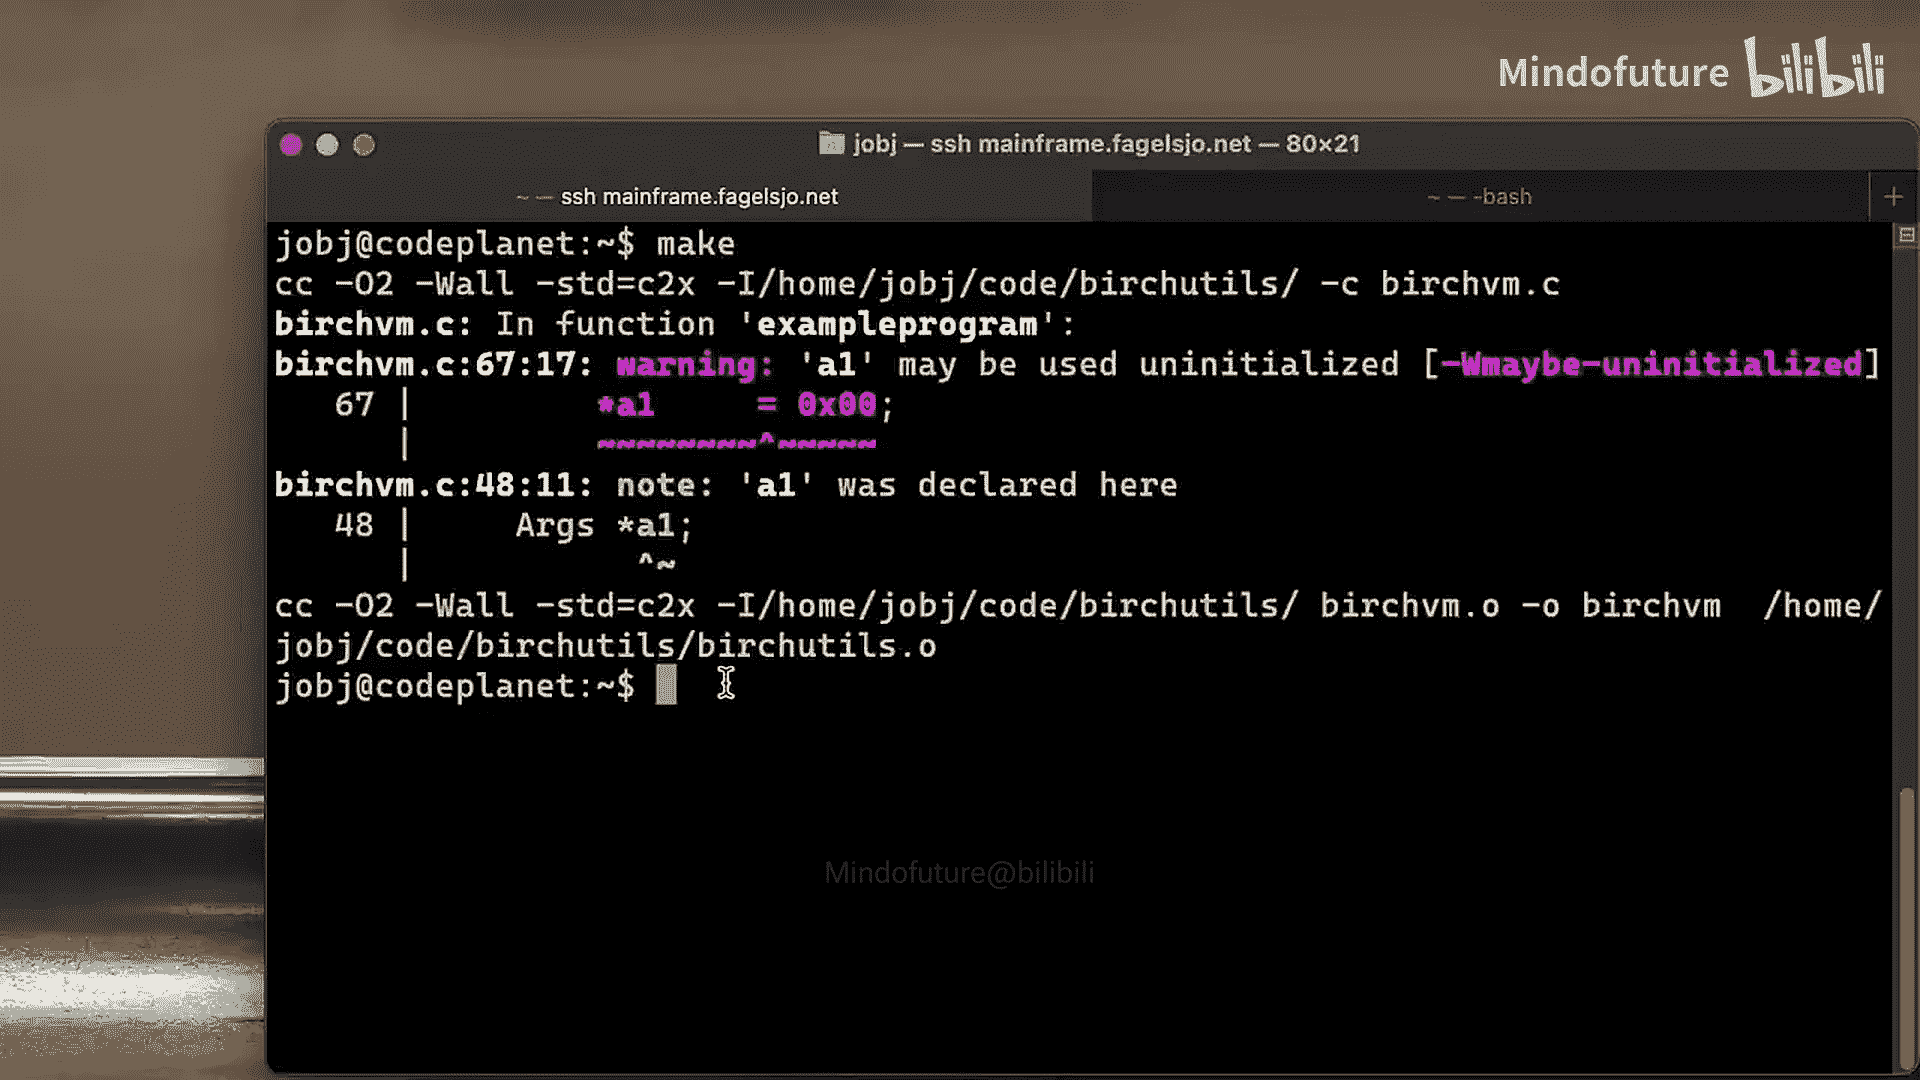 Mindofuture bilibili
jobj — ssh mainframe.fagelsjo.net — 80×21
~ — ssh mainframe.fagelsjo.net
~ — -bash
+
jobj@codeplanet:~$ make
cc -O2 -Wall -std=c2x -I/home/jobj/code/birchutils/ -c birchvm.c
birchvm.c: In function 'exampleprogram':
birchvm.c:67:17: warning: 'a1' may be used uninitialized [-Wmaybe-uninitialized]
67 | *a1 = 0x00;
| ~~~~~~~~^~~~~
birchvm.c:48:11: note: 'a1' was declared here
48 | Args *a1;
| ^~
cc -O2 -Wall -std=c2x -I/home/jobj/code/birchutils/ birchvm.o -o birchvm /home/
jobj/code/birchutils/birchutils.o
jobj@codeplanet:~$
Mindofuture@bilibili